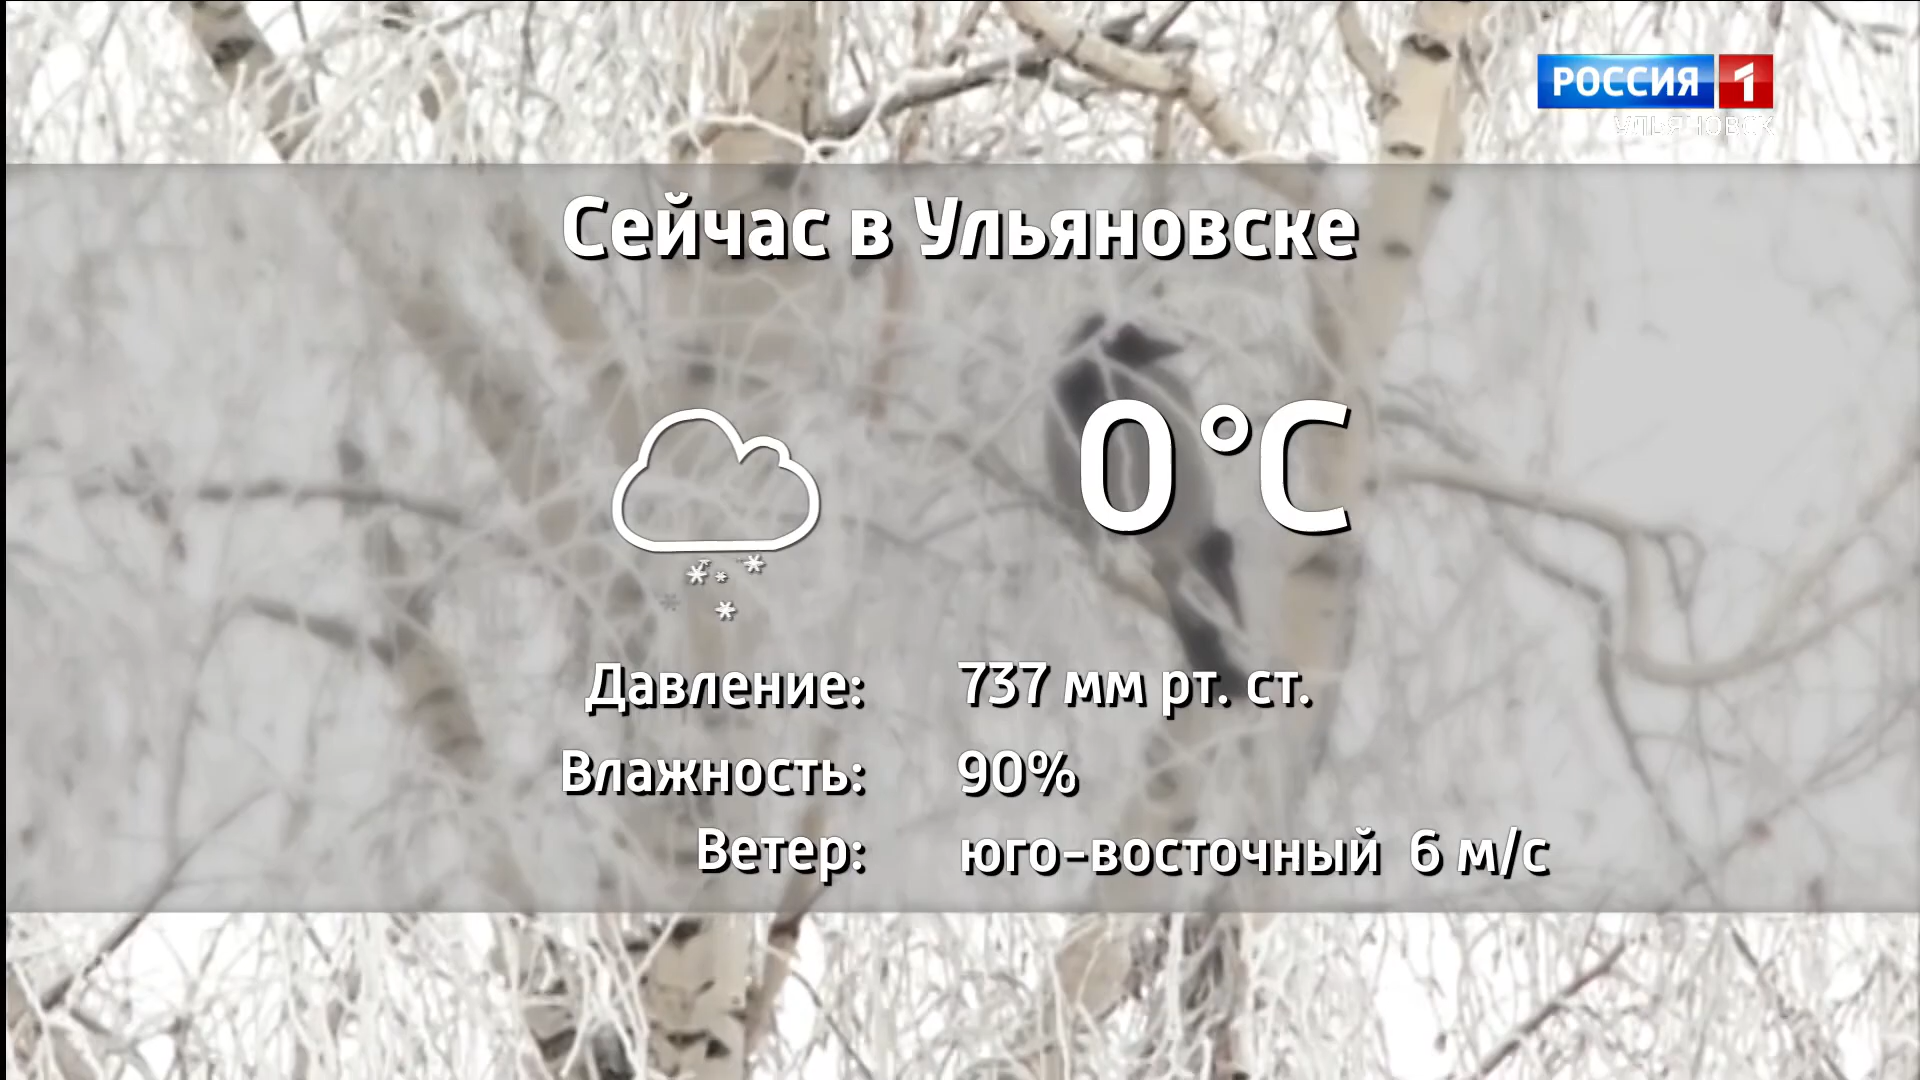 РОССИЯ 1
УЛЬЯНОВСК
Сейчас в Ульяновске
0 °C
Давление: 737 мм рт. ст.
Влажность: 90%
Ветер: юго-восточный 6 м/с